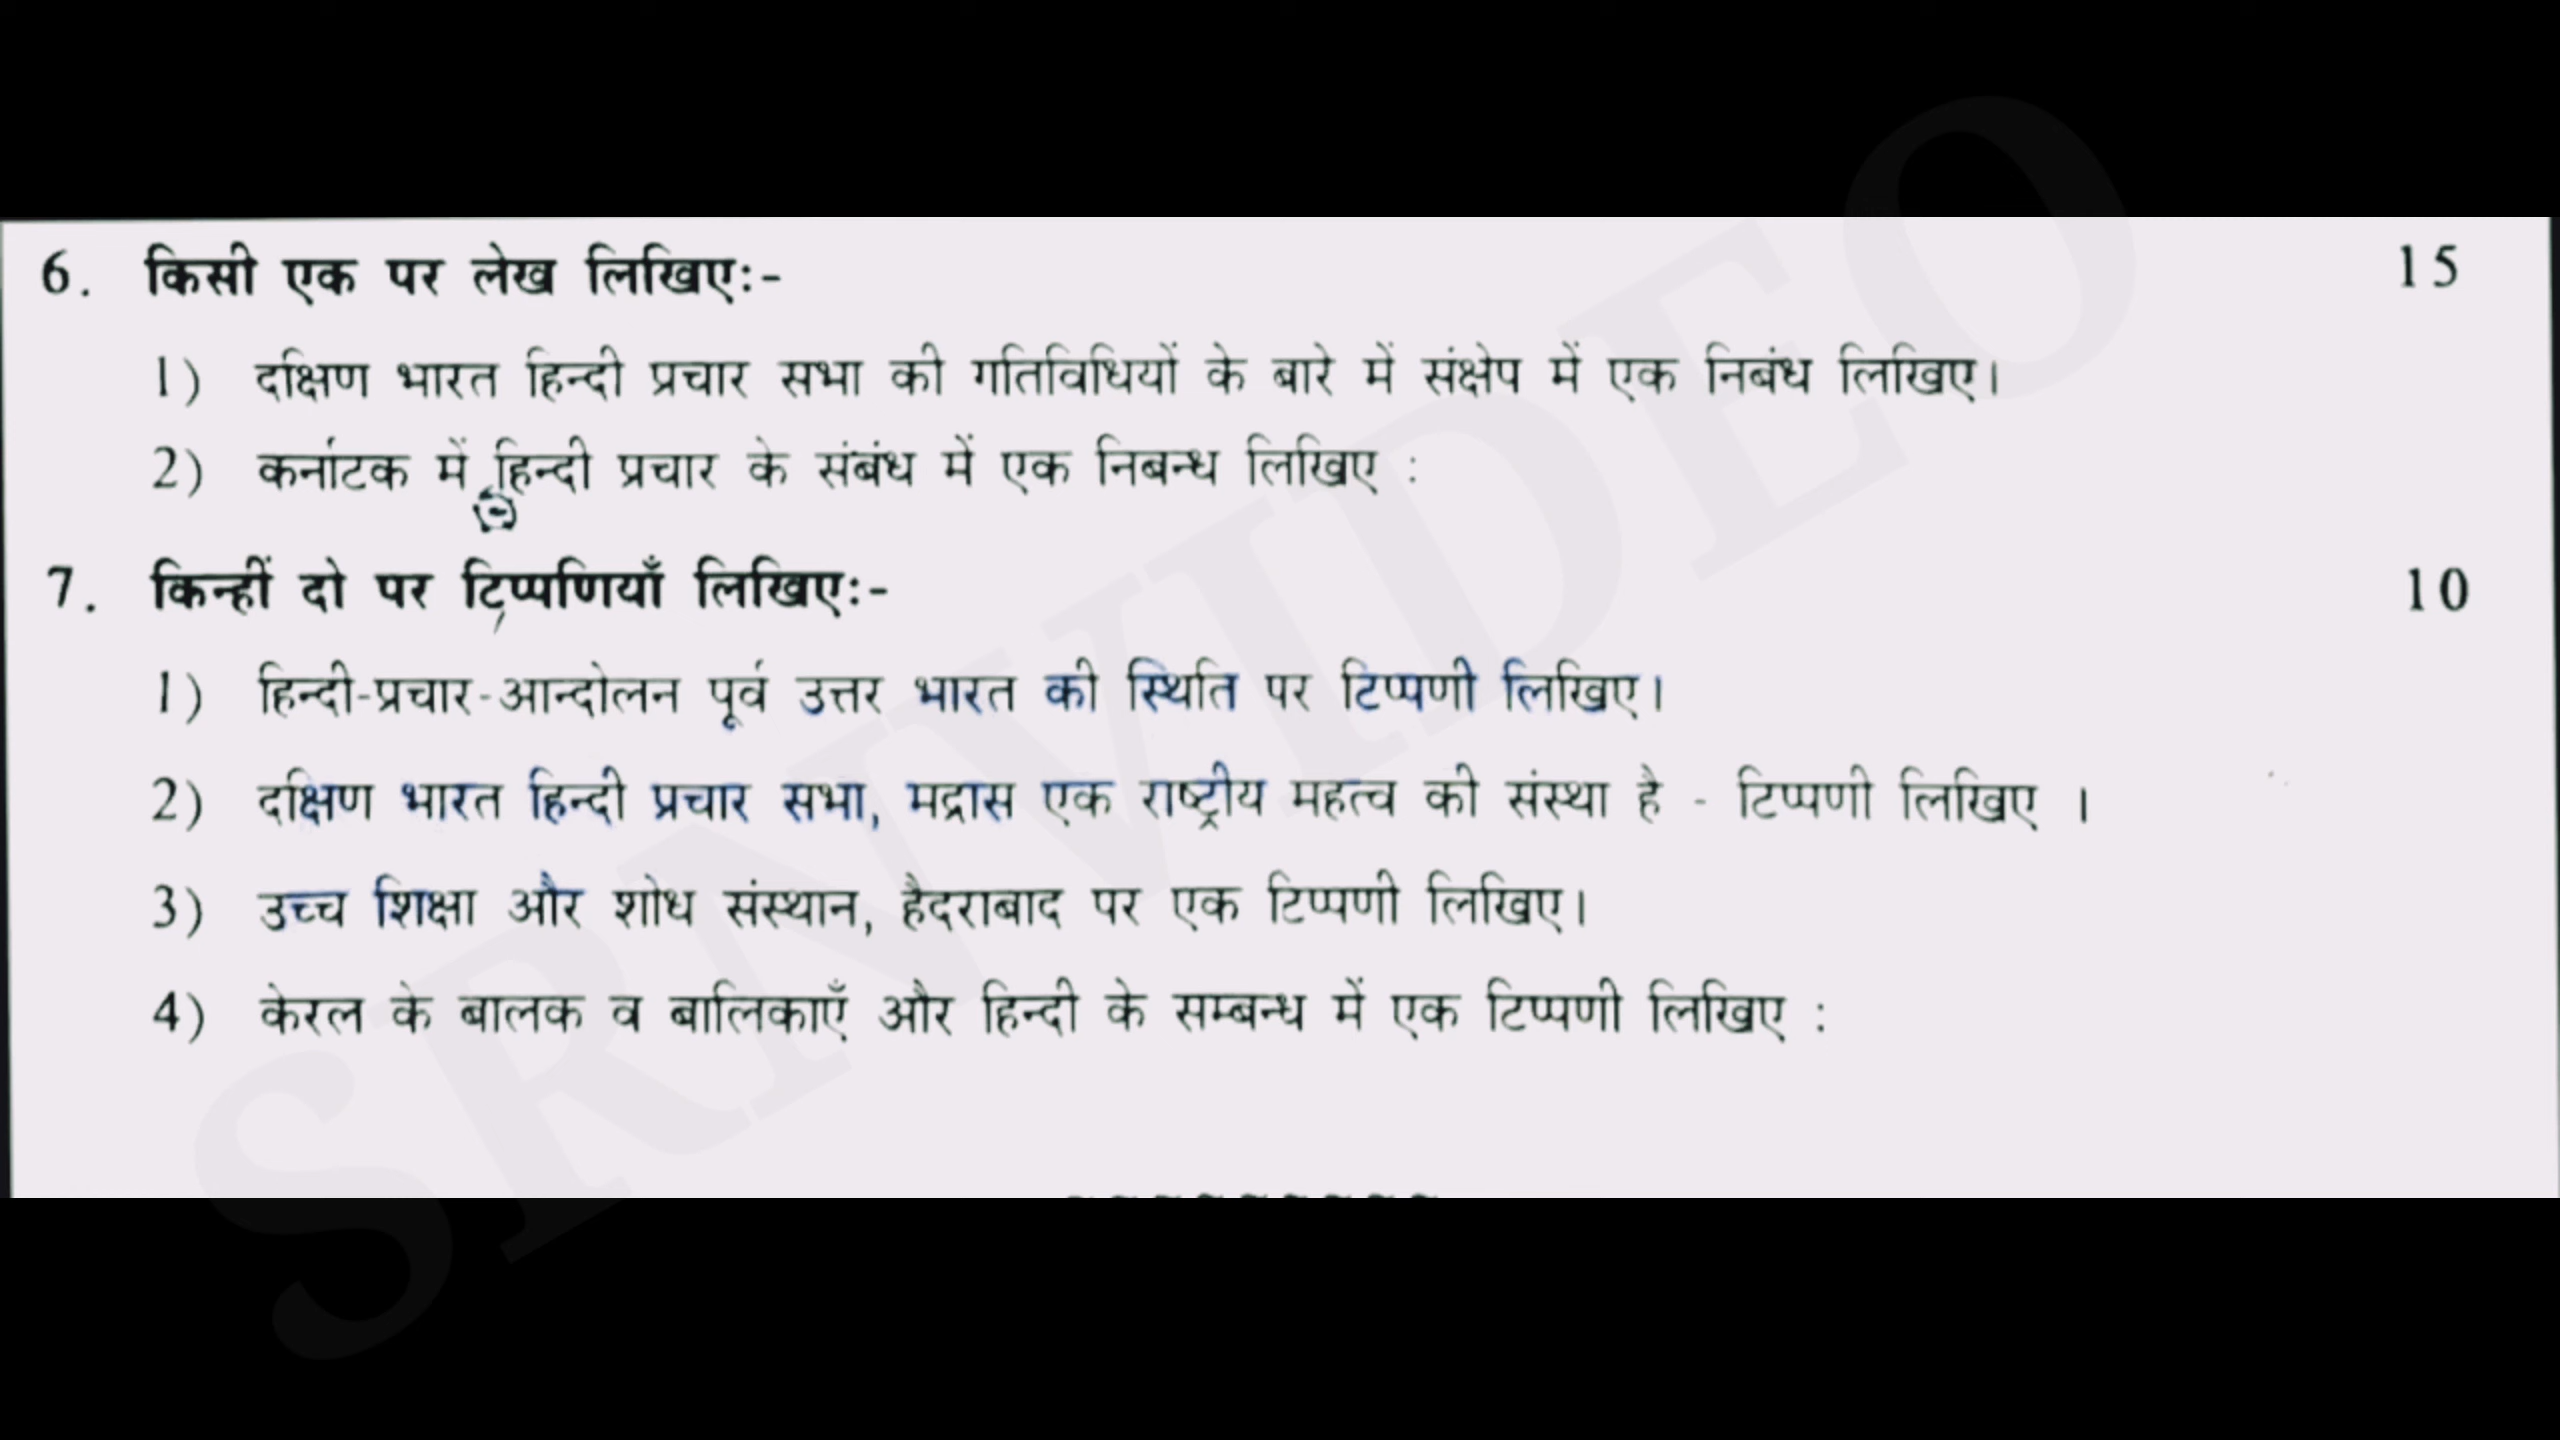 6. किसी एक पर लेख लिखिएः- 15
1) दक्षिण भारत हिन्दी प्रचार सभा की गतिविधियों के बारे में संक्षेप में एक निबंध लिखिए।
2) कर्नाटक में हिन्दी प्रचार के संबंध में एक निबन्ध लिखिए :
7. किन्हीं दो पर टिप्पणियाँ लिखिएः- 10
1) हिन्दी-प्रचार-आन्दोलन पूर्व उत्तर भारत की स्थिति पर टिप्पणी लिखिए।
2) दक्षिण भारत हिन्दी प्रचार सभा, मद्रास एक राष्ट्रीय महत्व की संस्था है - टिप्पणी लिखिए ।
3) उच्च शिक्षा और शोध संस्थान, हैदराबाद पर एक टिप्पणी लिखिए।
4) केरल के बालक व बालिकाएँ और हिन्दी के सम्बन्ध में एक टिप्पणी लिखिए :
SRNVIDEO